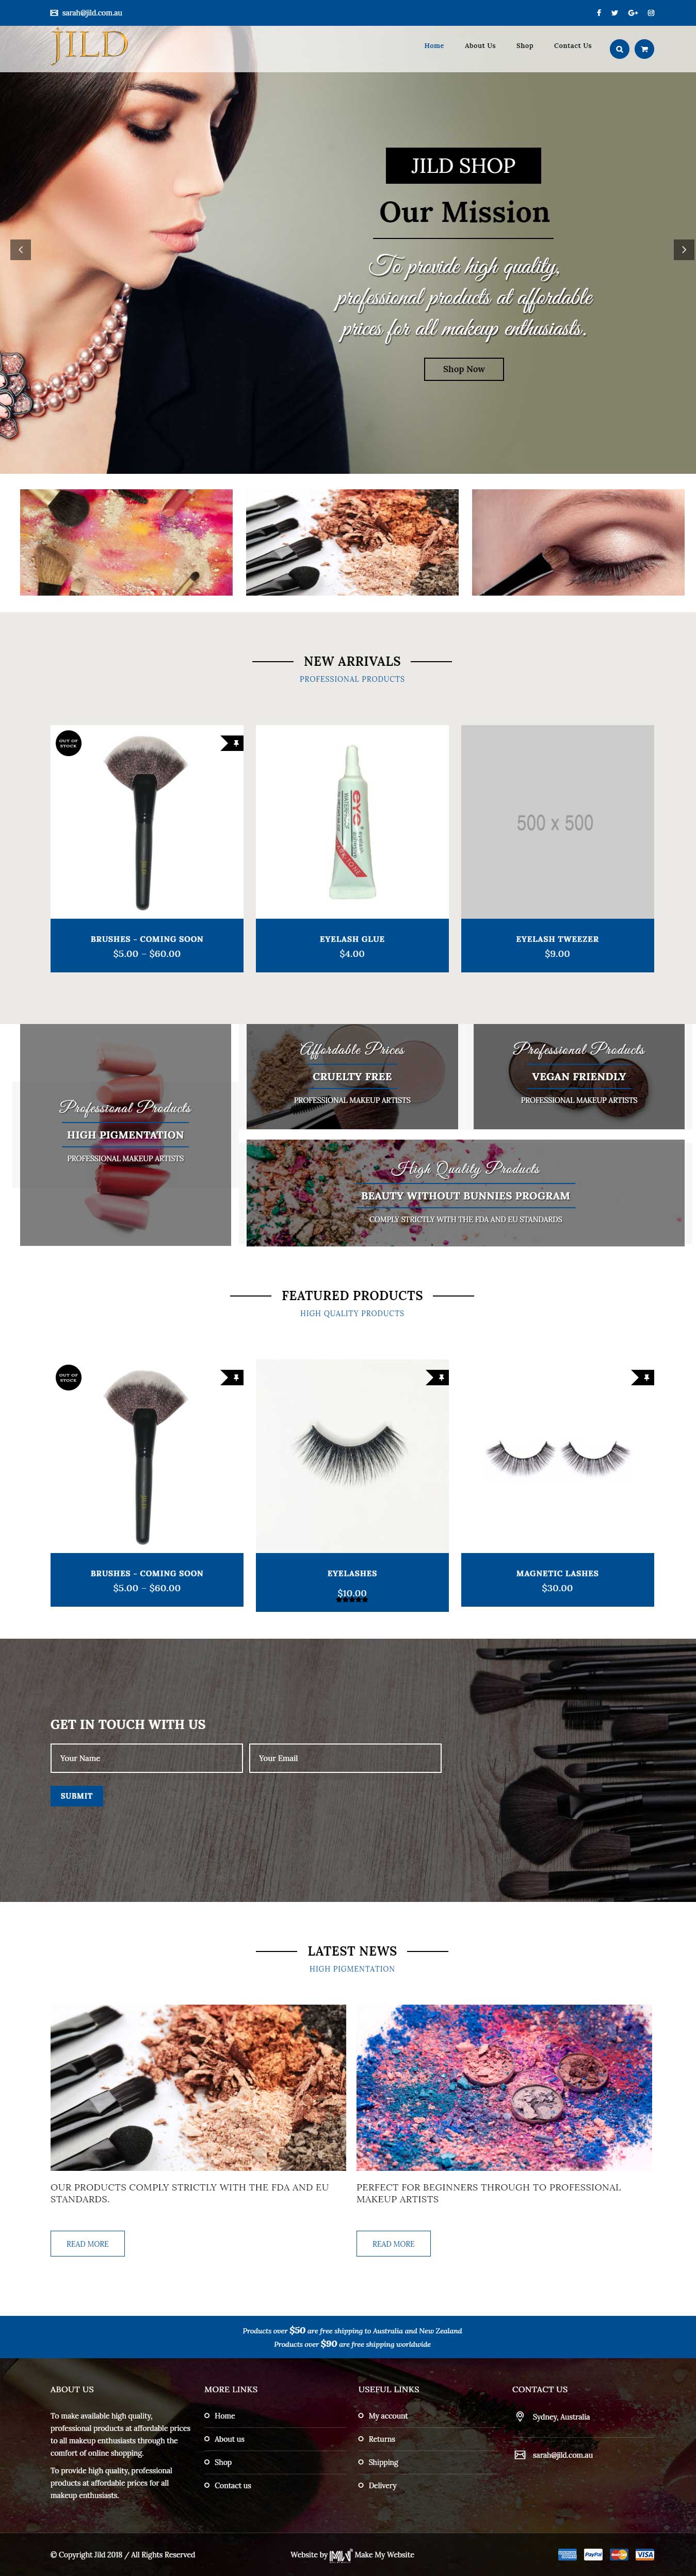 sarah@jild.com.au
JILD
Home
About Us
Shop
Contact Us
JILD SHOP
Our Mission
To provide high quality,
professional products at affordable
prices for all makeup enthusiasts.
Shop Now
NEW ARRIVALS
PROFESSIONAL PRODUCTS
OUT OF
STOCK
JILD
EYE
500 x 500
BRUSHES - COMING SOON
$5.00 – $60.00
EYELASH GLUE
$4.00
EYELASH TWEEZER
$9.00
Professional Products
HIGH PIGMENTATION
PROFESSIONAL MAKEUP ARTISTS
Affordable Prices
CRUELTY FREE
PROFESSIONAL MAKEUP ARTISTS
Professional Products
VEGAN FRIENDLY
PROFESSIONAL MAKEUP ARTISTS
High Quality Products
BEAUTY WITHOUT BUNNIES PROGRAM
COMPLY STRICTLY WITH THE FDA AND EU STANDARDS
FEATURED PRODUCTS
HIGH QUALITY PRODUCTS
OUT OF
STOCK
JILD
BRUSHES - COMING SOON
$5.00 – $60.00
EYELASHES
$10.00
MAGNETIC LASHES
$30.00
GET IN TOUCH WITH US
Your Name
Your Email
SUBMIT
LATEST NEWS
HIGH PIGMENTATION
OUR PRODUCTS COMPLY STRICTLY WITH THE FDA AND EU
STANDARDS.
READ MORE
PERFECT FOR BEGINNERS THROUGH TO PROFESSIONAL
MAKEUP ARTISTS
READ MORE
Products over $50 are free shipping to Australia and New Zealand
Products over $90 are free shipping worldwide
ABOUT US
To make available high quality,
professional products at affordable prices
to all makeup enthusiasts through the
comfort of online shopping.
To provide high quality, professional
products at affordable prices for all
makeup enthusiasts.
MORE LINKS
Home
About us
Shop
Contact us
USEFUL LINKS
My account
Returns
Shipping
Delivery
CONTACT US
Sydney, Australia
sarah@jild.com.au
© Copyright Jild 2018 / All Rights Reserved
Website by MMW Make My Website
AMERICAN EXPRESS
PayPal
MasterCard
VISA